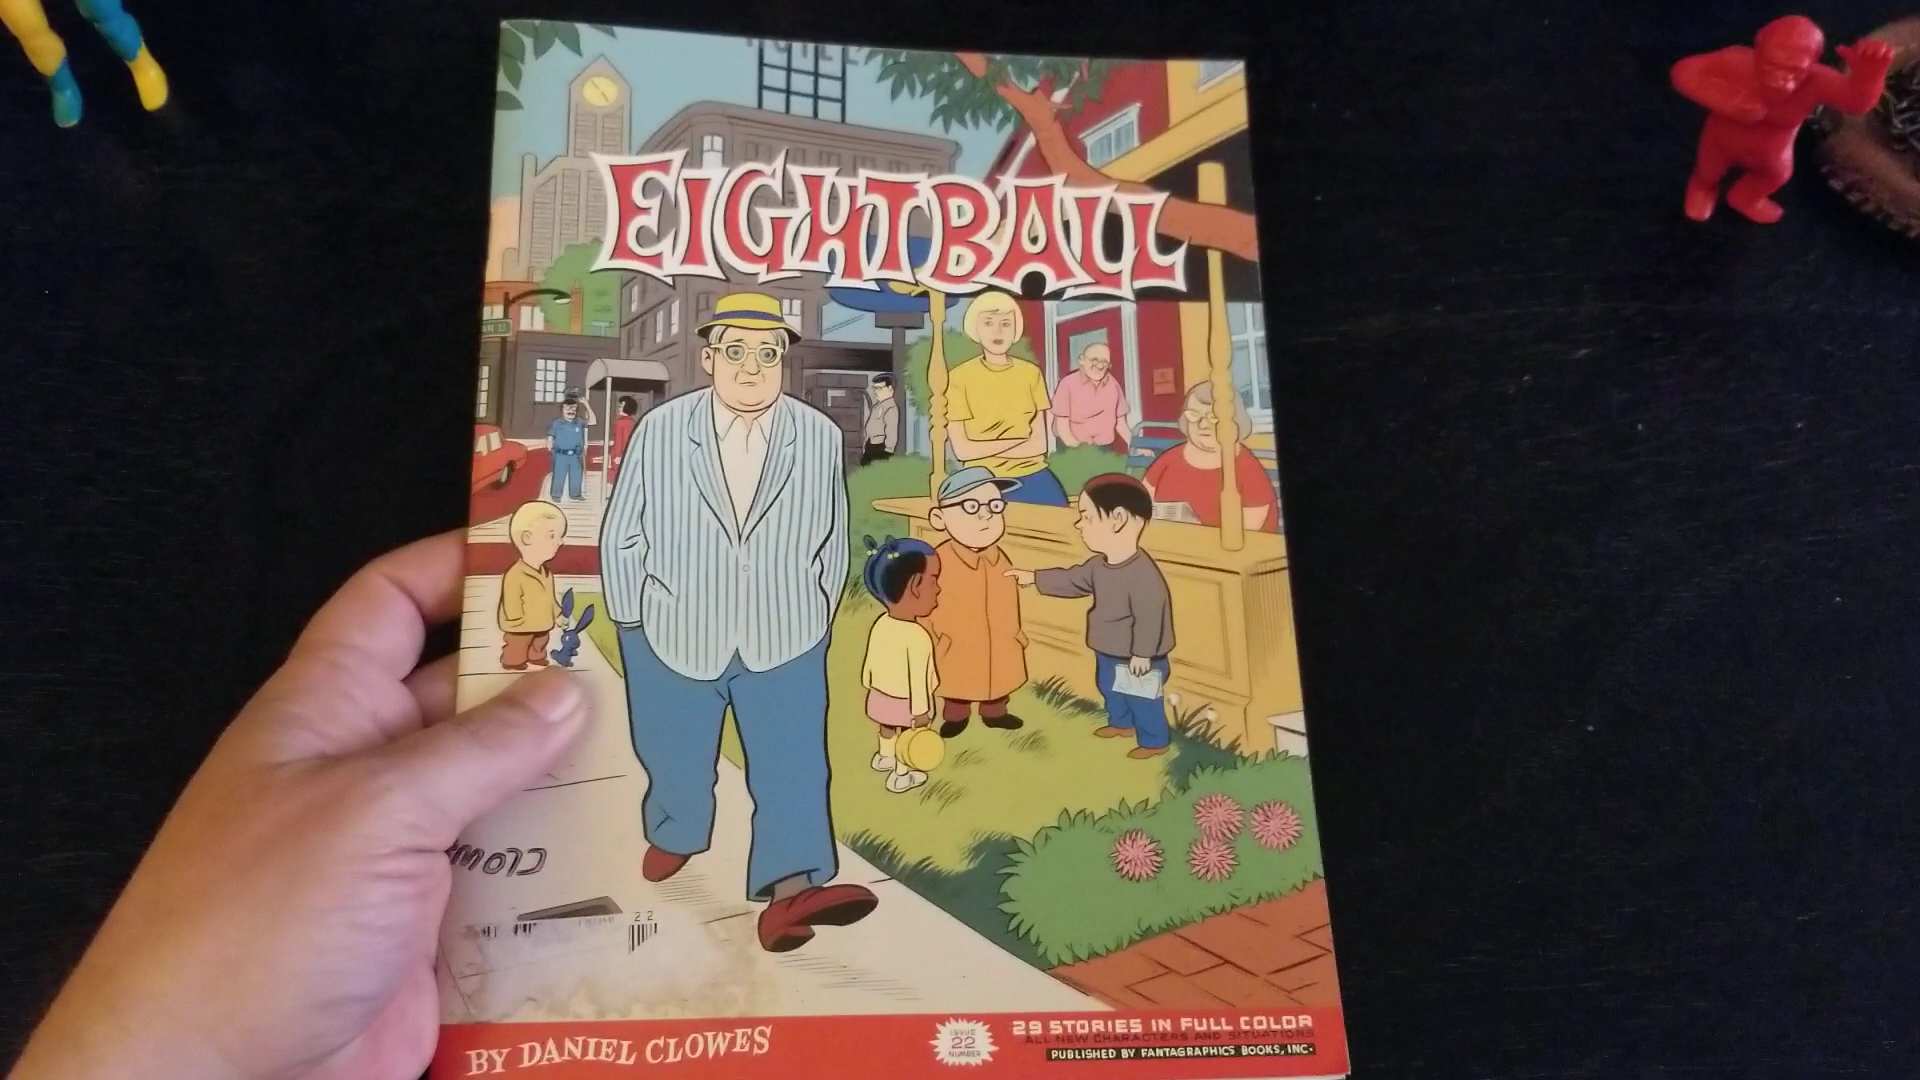 EIGHTBALL
22
BY DANIEL CLOWES
ISSUE
22
NUMBER
29 STORIES IN FULL COLOR
ALL NEW CHARACTERS AND SITUATIONS
PUBLISHED BY FANTAGRAPHICS BOOKS, INC.